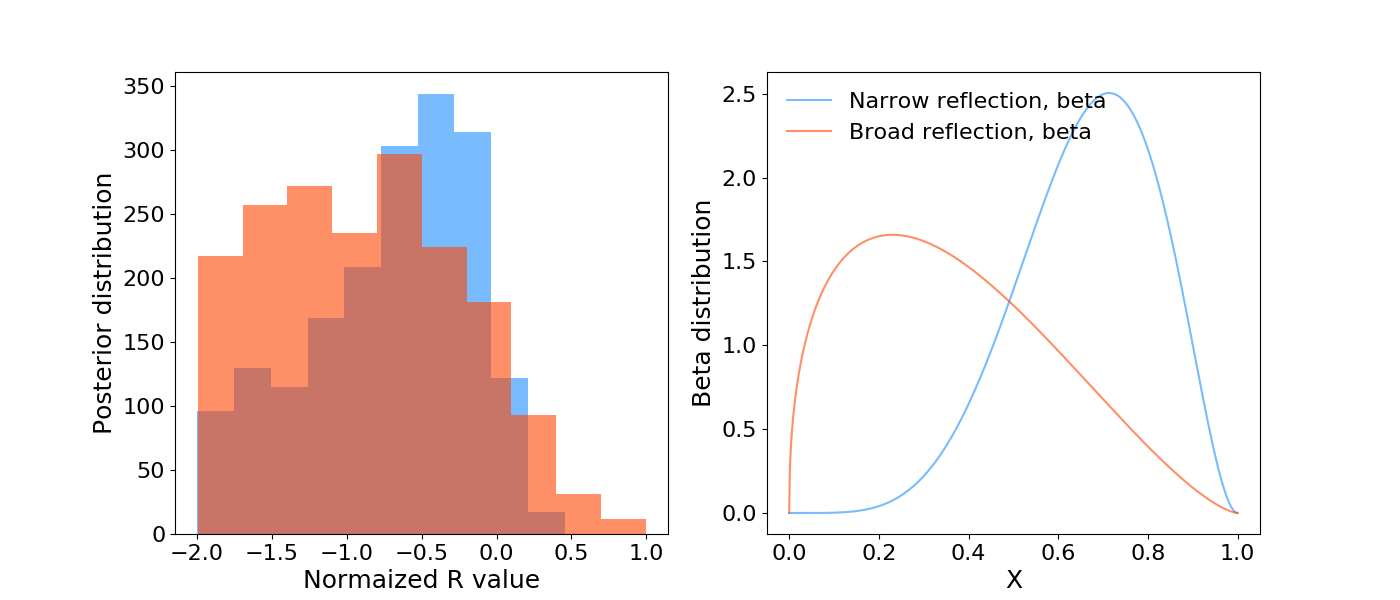 350
300
250
200
150
100
50
0
Posterior distribution
−2.0 −1.5 −1.0 −0.5 0.0 0.5 1.0
Normaized R value
2.5
2.0
1.5
1.0
0.5
0.0
Beta distribution
Narrow reflection, beta
Broad reflection, beta
0.0 0.2 0.4 0.6 0.8 1.0
X